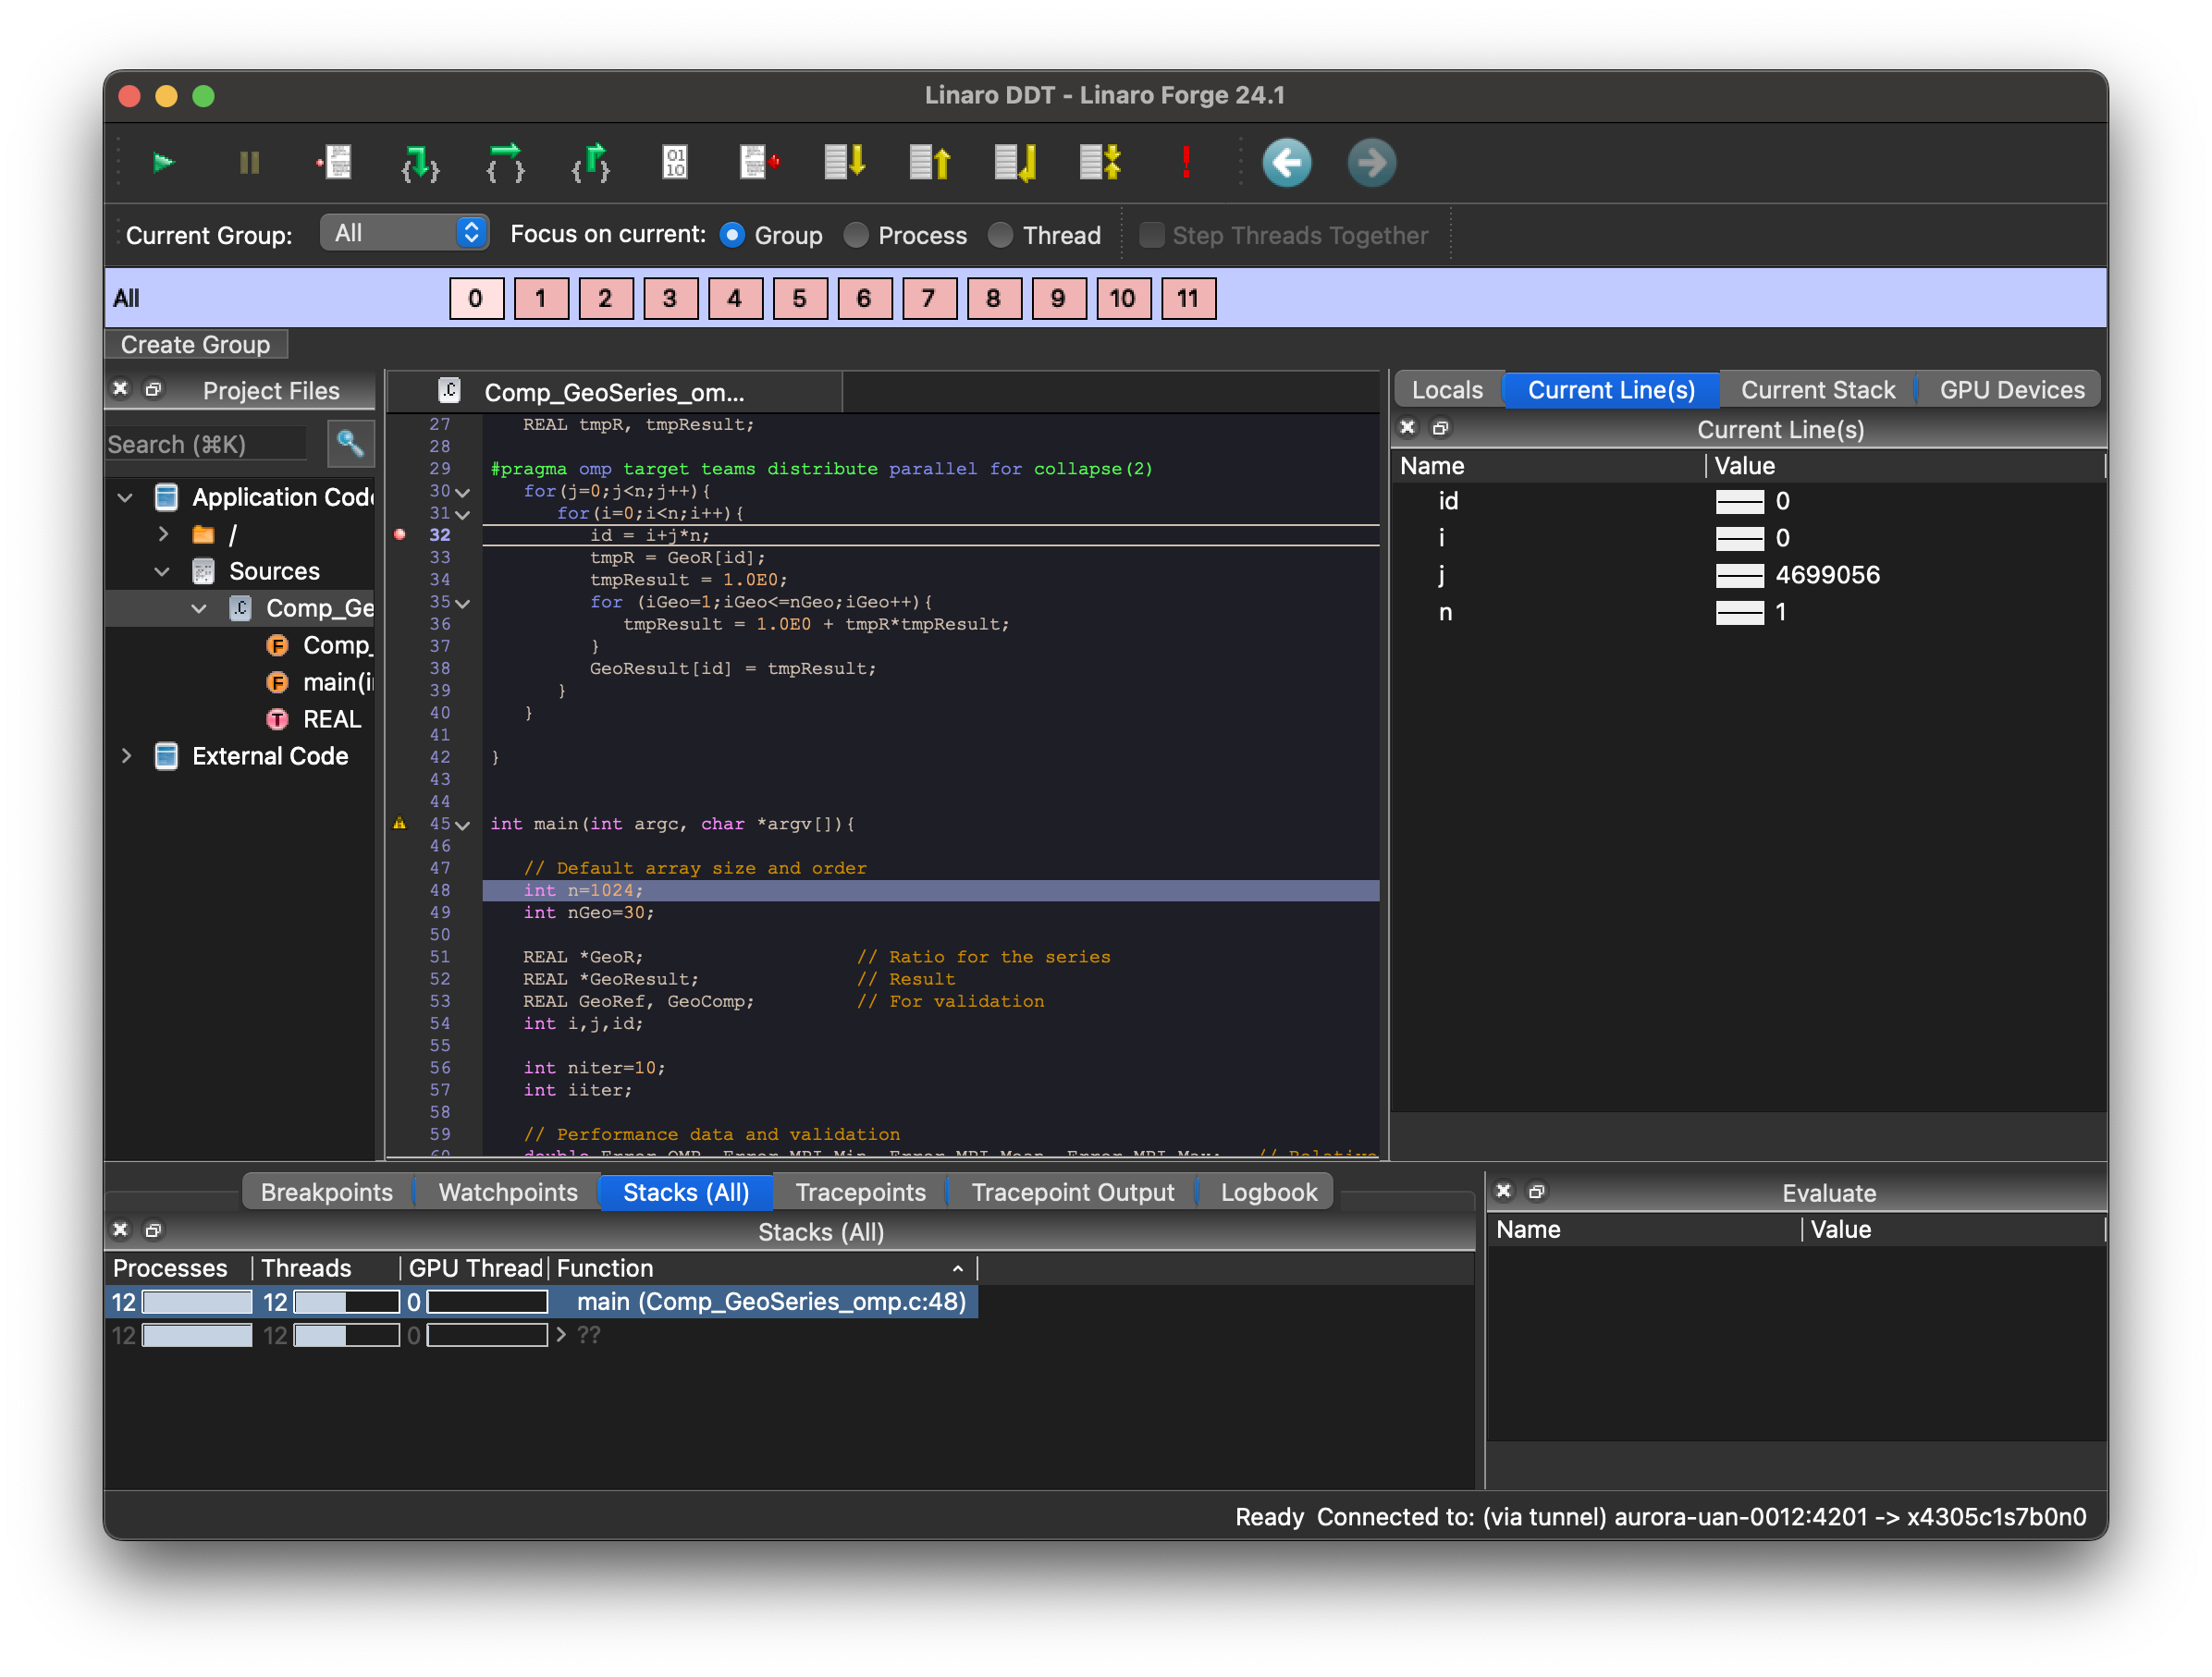 Linaro DDT - Linaro Forge 24.1
01
10
Current Group: All Focus on current: Group Process Thread Step Threads Together
All 0 1 2 3 4 5 6 7 8 9 10 11
Create Group
Project Files
Search (⌘K)
Application Code
/
Sources
.C Comp_Ge
F Comp_
F main(i
T REAL
External Code
.C Comp_GeoSeries_om...
27 REAL tmpR, tmpResult;
28
29 #pragma omp target teams distribute parallel for collapse(2)
30 for(j=0;j<n;j++){
31 for(i=0;i<n;i++){
32 id = i+j*n;
33 tmpR = GeoR[id];
34 tmpResult = 1.0E0;
35 for (iGeo=1;iGeo<=nGeo;iGeo++){
36 tmpResult = 1.0E0 + tmpR*tmpResult;
37 }
38 GeoResult[id] = tmpResult;
39 }
40 }
41
42 }
43
44
45 int main(int argc, char *argv[]){
46
47 // Default array size and order
48 int n=1024;
49 int nGeo=30;
50
51 REAL *GeoR; // Ratio for the series
52 REAL *GeoResult; // Result
53 REAL GeoRef, GeoComp; // For validation
54 int i,j,id;
55
56 int niter=10;
57 int iiter;
58
59 // Performance data and validation
60 double Error_OMP, Error_MPI_Min, Error_MPI_Mean, Error_MPI_Max; // Relative
Locals Current Line(s) Current Stack GPU Devices
Current Line(s)
Name Value
id 0
i 0
j 4699056
n 1
Breakpoints Watchpoints Stacks (All) Tracepoints Tracepoint Output Logbook
Stacks (All)
Processes Threads GPU Thread Function
12 12 0 main (Comp_GeoSeries_omp.c:48)
12 12 0 ??
Evaluate
Name Value
Ready Connected to: (via tunnel) aurora-uan-0012:4201 -> x4305c1s7b0n0